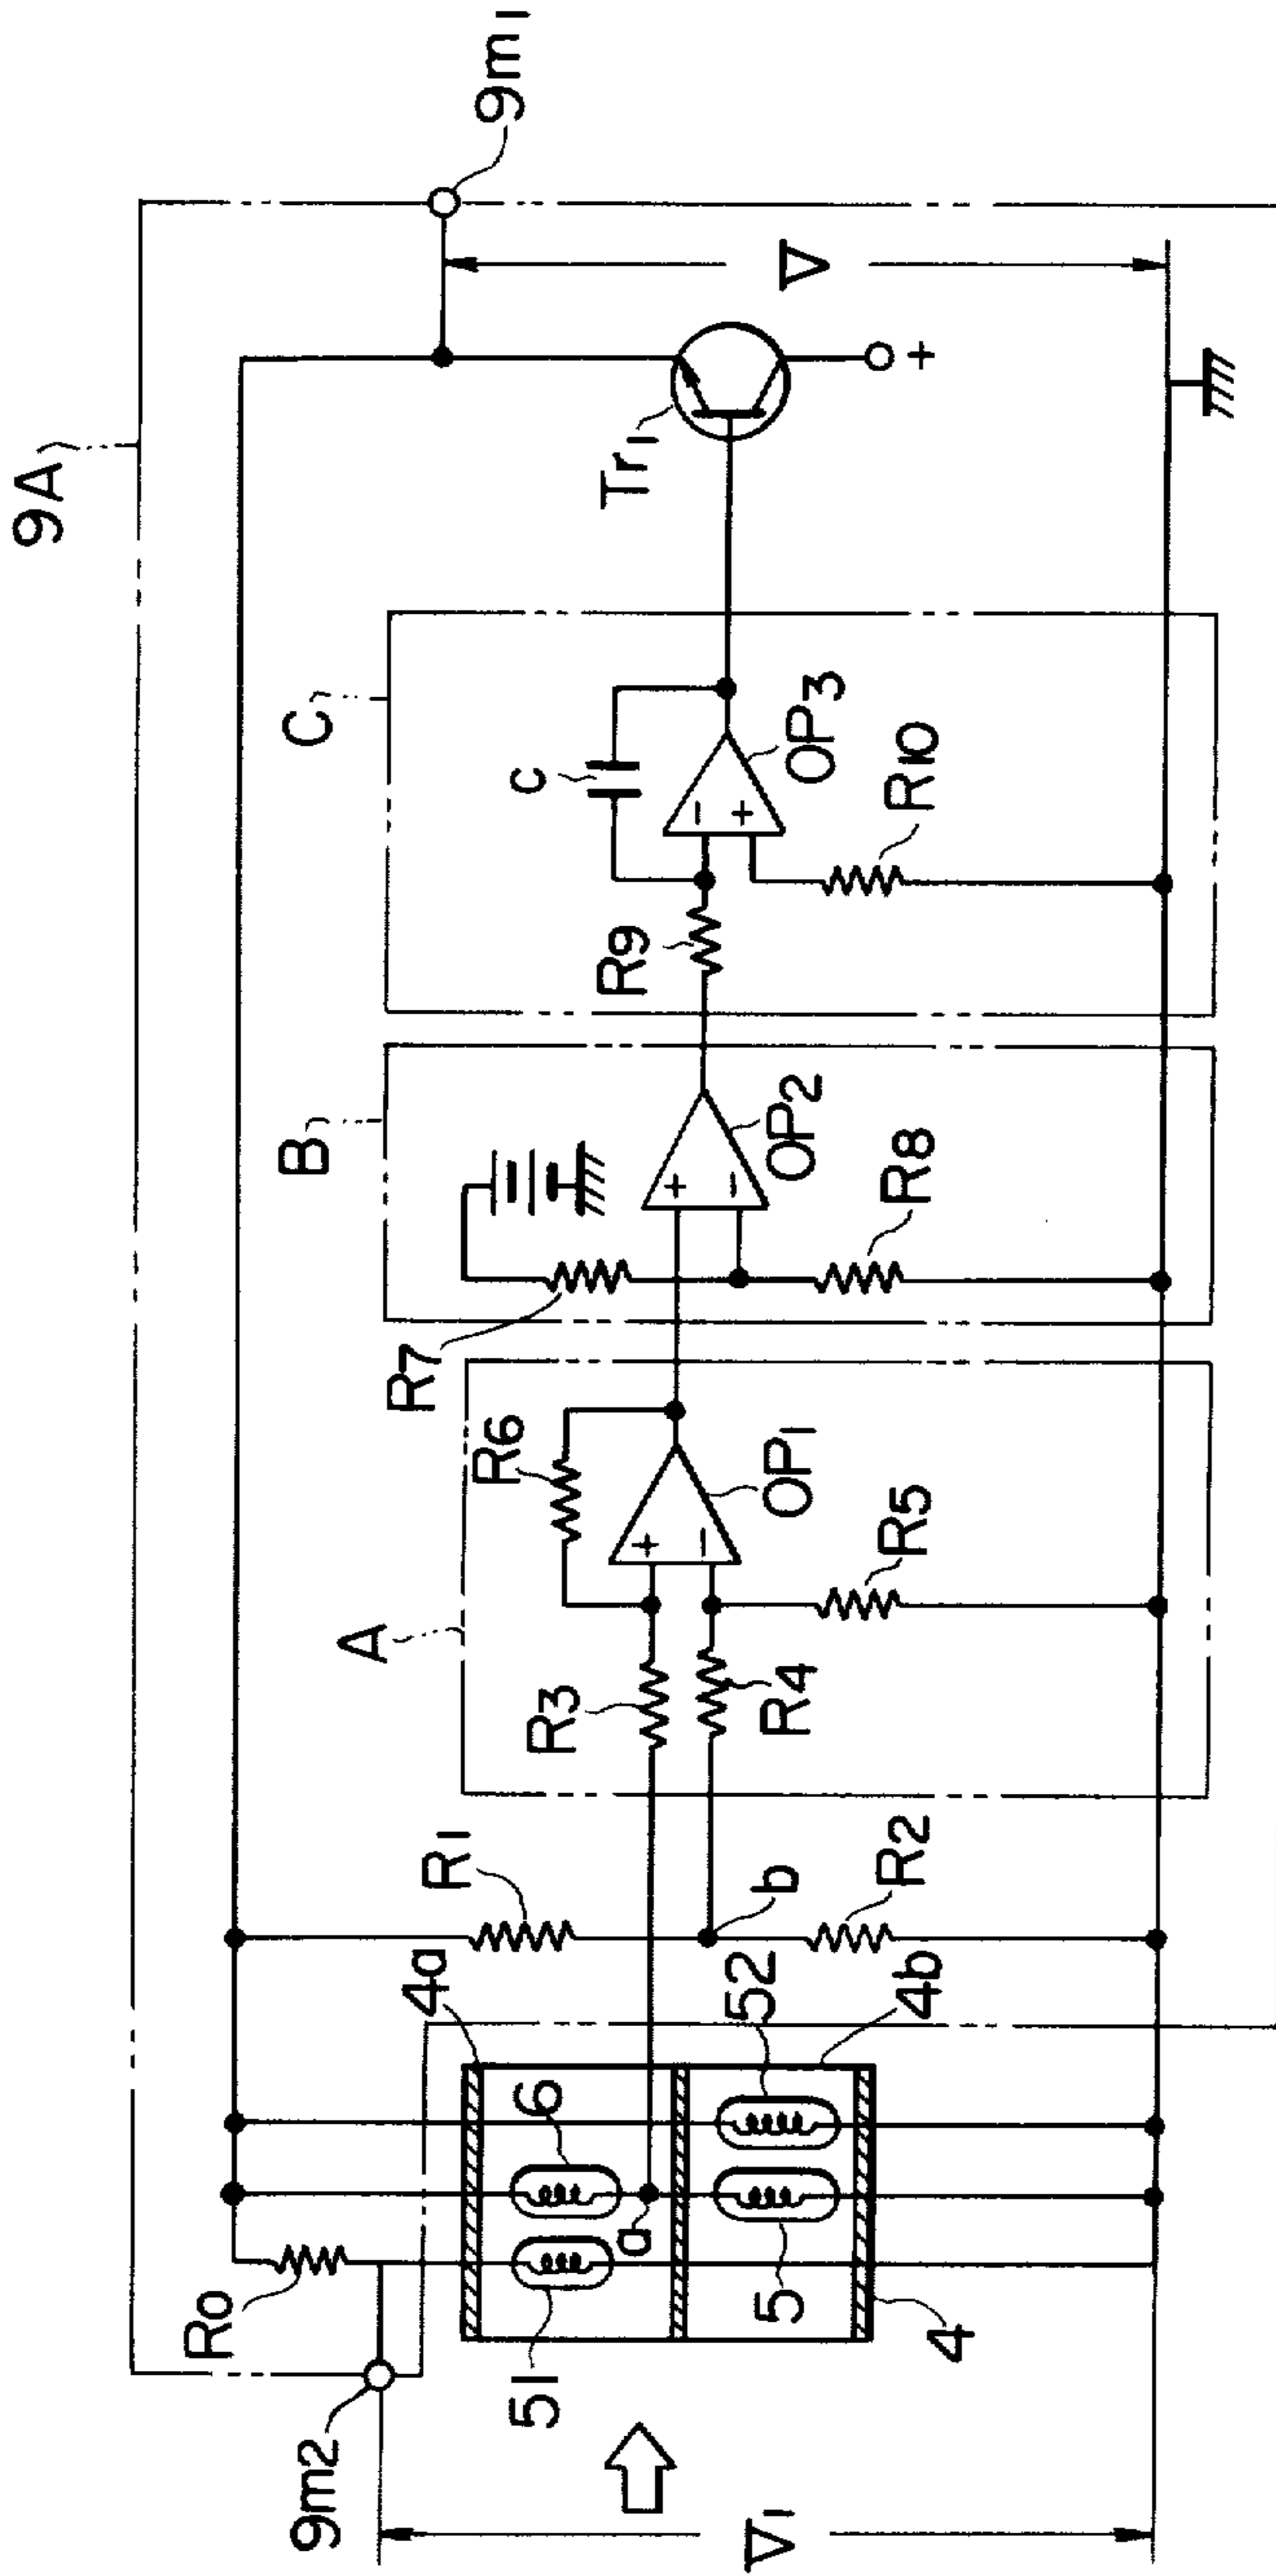 9A
9m1
V
Tr1
+
C
c
OP3
−
+
R9
R10
B
OP2
+
−
R7
R8
A
R6
OP1
+
−
R3
R4
R5
R1
b
R2
4a
6
52
4b
a
R0
51
5
4
9m2
V1